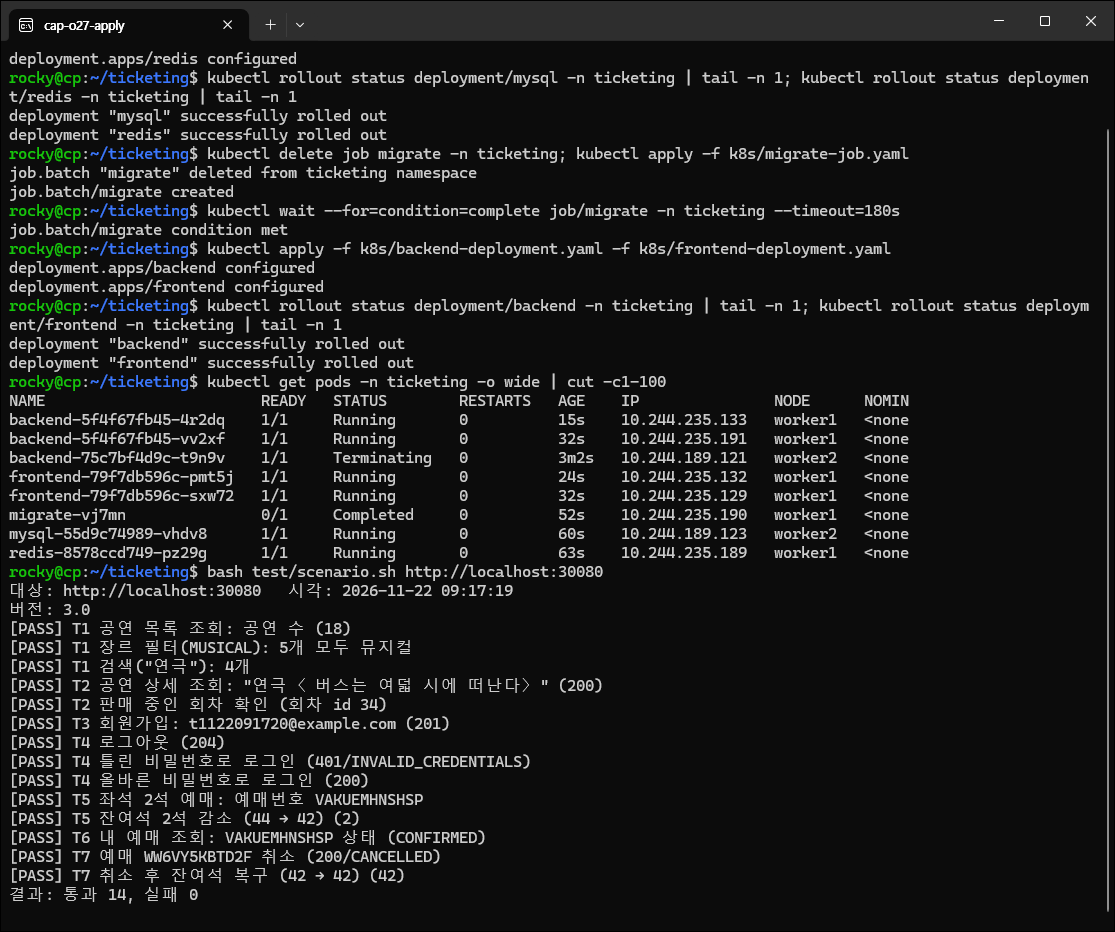 cap-o27-apply
deployment.apps/redis configured
rocky@cp:~/ticketing$ kubectl rollout status deployment/mysql -n ticketing | tail -n 1; kubectl rollout status deploymen
t/redis -n ticketing | tail -n 1
deployment "mysql" successfully rolled out
deployment "redis" successfully rolled out
rocky@cp:~/ticketing$ kubectl delete job migrate -n ticketing; kubectl apply -f k8s/migrate-job.yaml
job.batch "migrate" deleted from ticketing namespace
job.batch/migrate created
rocky@cp:~/ticketing$ kubectl wait --for=condition=complete job/migrate -n ticketing --timeout=180s
job.batch/migrate condition met
rocky@cp:~/ticketing$ kubectl apply -f k8s/backend-deployment.yaml -f k8s/frontend-deployment.yaml
deployment.apps/backend configured
deployment.apps/frontend configured
rocky@cp:~/ticketing$ kubectl rollout status deployment/backend -n ticketing | tail -n 1; kubectl rollout status deploym
ent/frontend -n ticketing | tail -n 1
deployment "backend" successfully rolled out
deployment "frontend" successfully rolled out
rocky@cp:~/ticketing$ kubectl get pods -n ticketing -o wide | cut -c1-100
NAME READY STATUS RESTARTS AGE IP NODE NOMIN
backend-5f4f67fb45-4r2dq 1/1 Running 0 15s 10.244.235.133 worker1 <none
backend-5f4f67fb45-vv2xf 1/1 Running 0 32s 10.244.235.191 worker1 <none
backend-75c7bf4d9c-t9n9v 1/1 Terminating 0 3m2s 10.244.189.121 worker2 <none
frontend-79f7db596c-pmt5j 1/1 Running 0 24s 10.244.235.132 worker1 <none
frontend-79f7db596c-sxw72 1/1 Running 0 32s 10.244.235.129 worker1 <none
migrate-vj7mn 0/1 Completed 0 52s 10.244.235.190 worker1 <none
mysql-55d9c74989-vhdv8 1/1 Running 0 60s 10.244.189.123 worker2 <none
redis-8578ccd749-pz29g 1/1 Running 0 63s 10.244.235.189 worker1 <none
rocky@cp:~/ticketing$ bash test/scenario.sh http://localhost:30080
대상: http://localhost:30080 시각: 2026-11-22 09:17:19
버전: 3.0
[PASS] T1 공연 목록 조회: 공연 수 (18)
[PASS] T1 장르 필터(MUSICAL): 5개 모두 뮤지컬
[PASS] T1 검색("연극"): 4개
[PASS] T2 공연 상세 조회: "연극 〈 버스는 여덟 시에 떠난다〉" (200)
[PASS] T2 판매 중인 회차 확인 (회차 id 34)
[PASS] T3 회원가입: t1122091720@example.com (201)
[PASS] T4 로그아웃 (204)
[PASS] T4 틀린 비밀번호로 로그인 (401/INVALID_CREDENTIALS)
[PASS] T4 올바른 비밀번호로 로그인 (200)
[PASS] T5 좌석 2석 예매: 예매번호 VAKUEMHNSHSP
[PASS] T5 잔여석 2석 감소 (44 → 42) (2)
[PASS] T6 내 예매 조회: VAKUEMHNSHSP 상태 (CONFIRMED)
[PASS] T7 예매 WW6VY5KBTD2F 취소 (200/CANCELLED)
[PASS] T7 취소 후 잔여석 복구 (42 → 42) (42)
결과: 통과 14, 실패 0